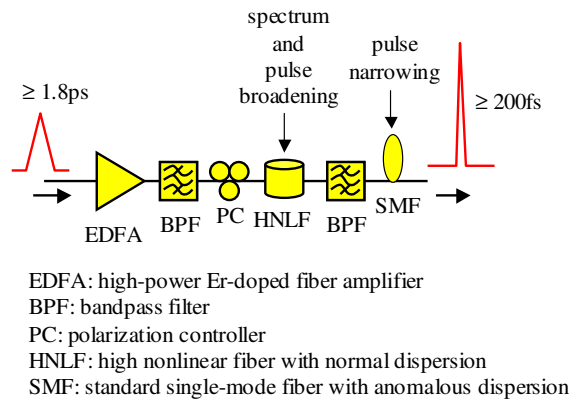 spectrum
and
pulse
broadening
pulse
narrowing
≥ 1.8ps
≥ 200fs
EDFA
BPF
PC
HNLF
BPF
SMF
EDFA: high-power Er-doped fiber amplifier
BPF: bandpass filter
PC: polarization controller
HNLF: high nonlinear fiber with normal dispersion
SMF: standard single-mode fiber with anomalous dispersion